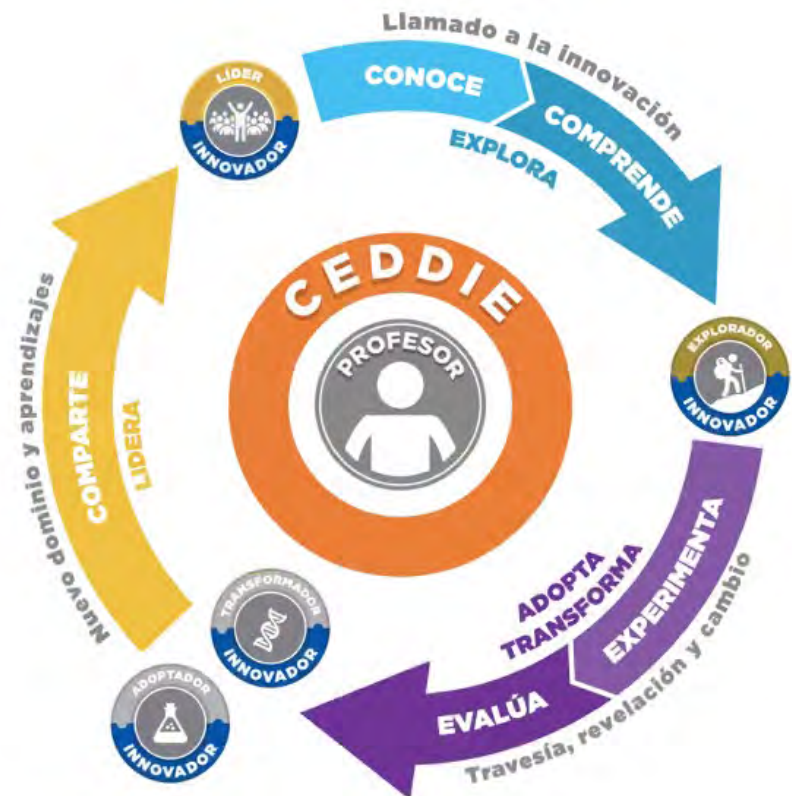 Llamado a la innovación
CONOCE
COMPRENDE
EXPLORA
LÍDER
INNOVADOR
CEDDIE
PROFESOR
EXPLORADOR
INNOVADOR
EXPERIMENTA
EVALÚA
ADOPTA
TRANSFORMA
Travesía, revelación y cambio
TRANSFORMADOR
INNOVADOR
ADOPTADOR
INNOVADOR
COMPARTE
LIDERA
Nuevo dominio y aprendizajes